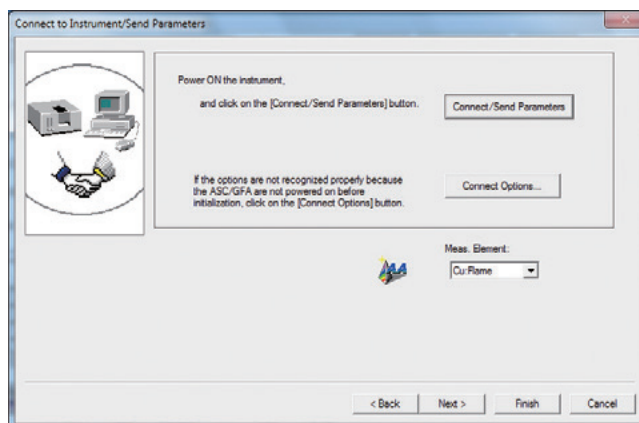 Connect to Instrument/Send Parameters
Power ON the instrument,
and click on the [Connect/Send Parameters] button.
Connect/Send Parameters
If the options are not recognized properly because
the ASC/GFA are not powered on before
initialization, click on the [Connect Options] button.
Connect Options...
Meas. Element:
AA
Cu:Flame
< Back
Next >
Finish
Cancel